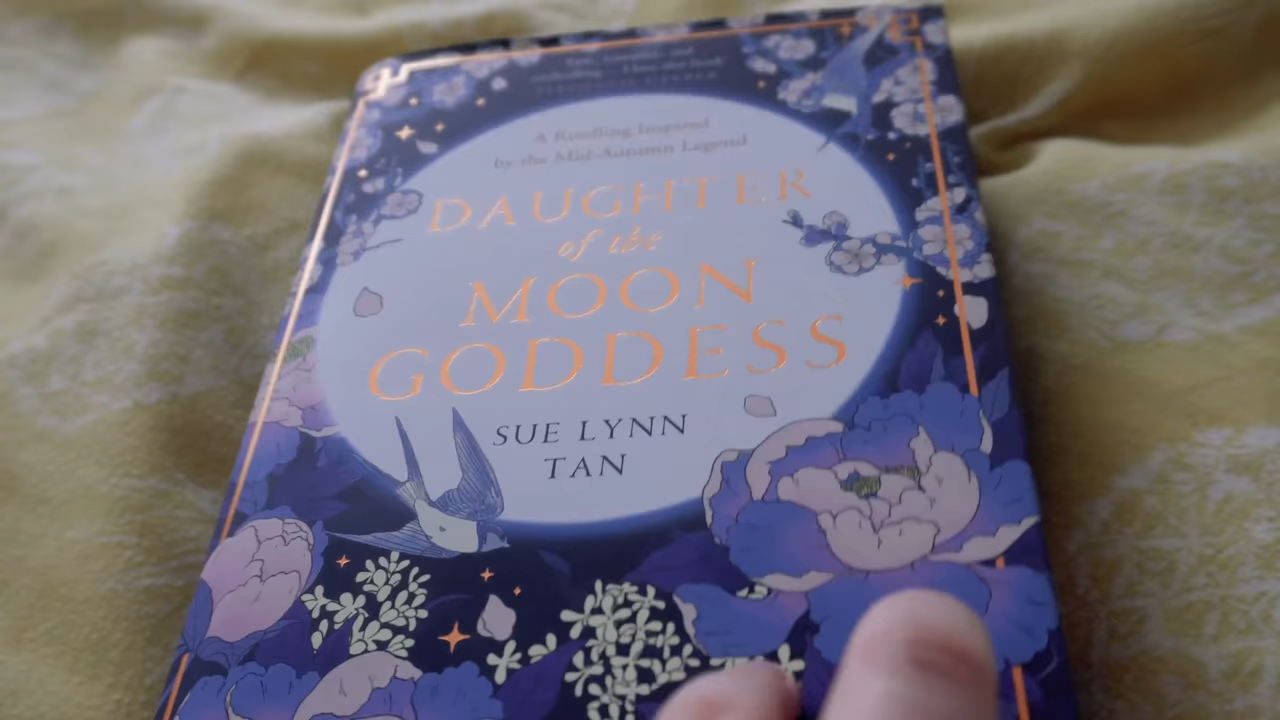 A Retelling Inspired
by the Mid-Autumn Legend
DAUGHTER
of the
MOON
GODDESS
SUE LYNN
TAN